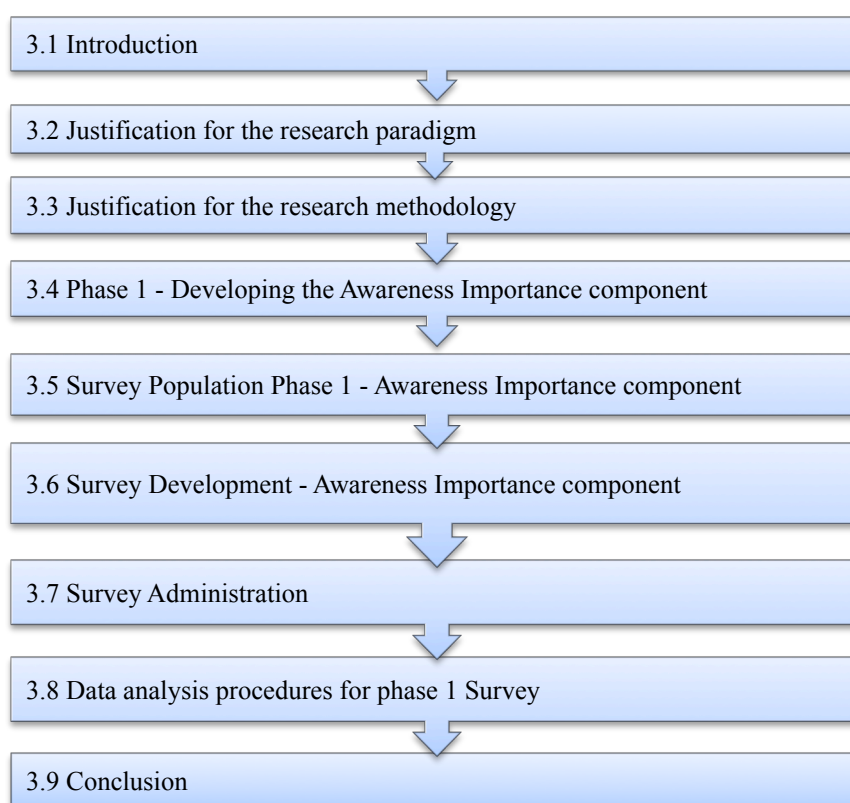 3.1 Introduction
3.2 Justification for the research paradigm
3.3 Justification for the research methodology
3.4 Phase 1 - Developing the Awareness Importance component
3.5 Survey Population Phase 1 - Awareness Importance component
3.6 Survey Development - Awareness Importance component
3.7 Survey Administration
3.8 Data analysis procedures for phase 1 Survey
3.9 Conclusion